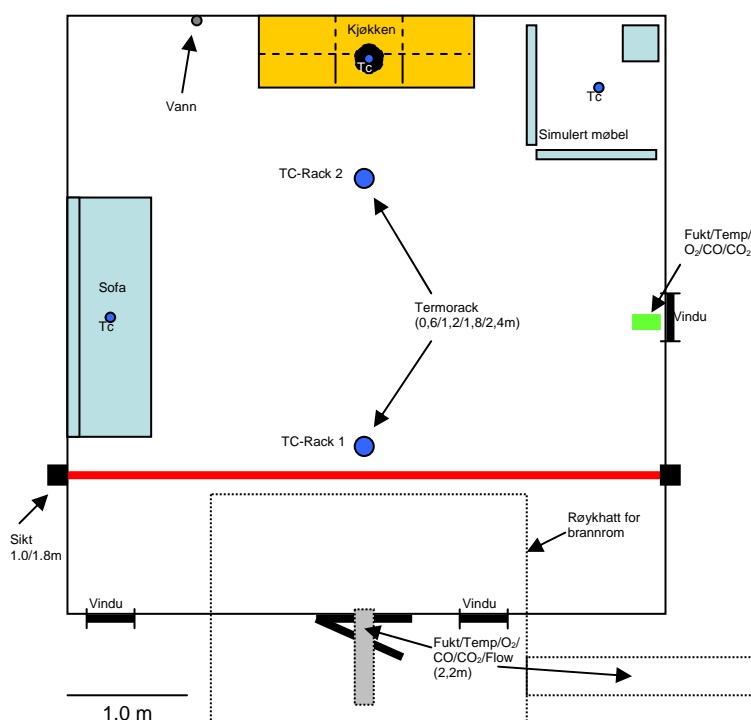 Kjøkken
Tc
Vann
Tc
Simulert møbel
TC-Rack 2
Fukt/Temp/
O₂/CO/CO₂
Sofa
Tc
Termorack
(0,6/1,2/1,8/2,4m)
Vindu
TC-Rack 1
Sikt
1.0/1.8m
Røykhatt for
brannrom
Vindu
Vindu
Fukt/Temp/O₂/
CO/CO₂/Flow
(2,2m)
1.0 m